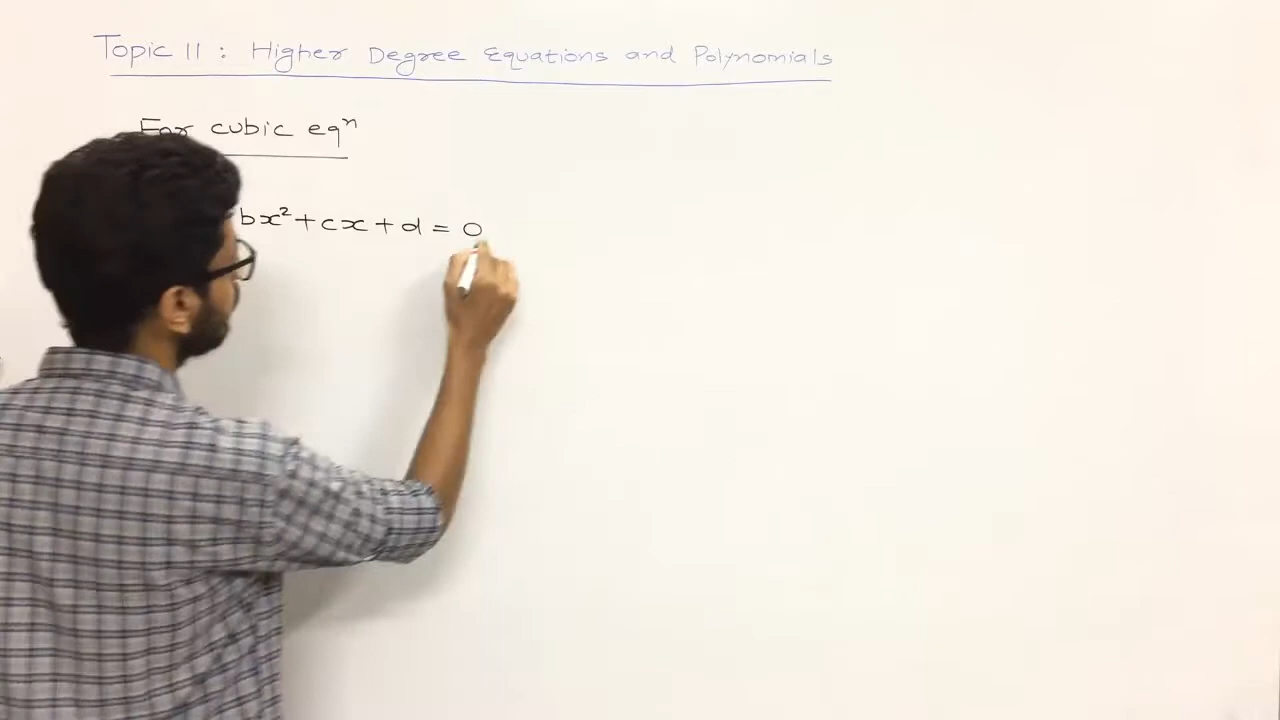 Topic 11 : Higher Degree Equations and Polynomials
For cubic eqⁿ
bx² + cx + d = 0